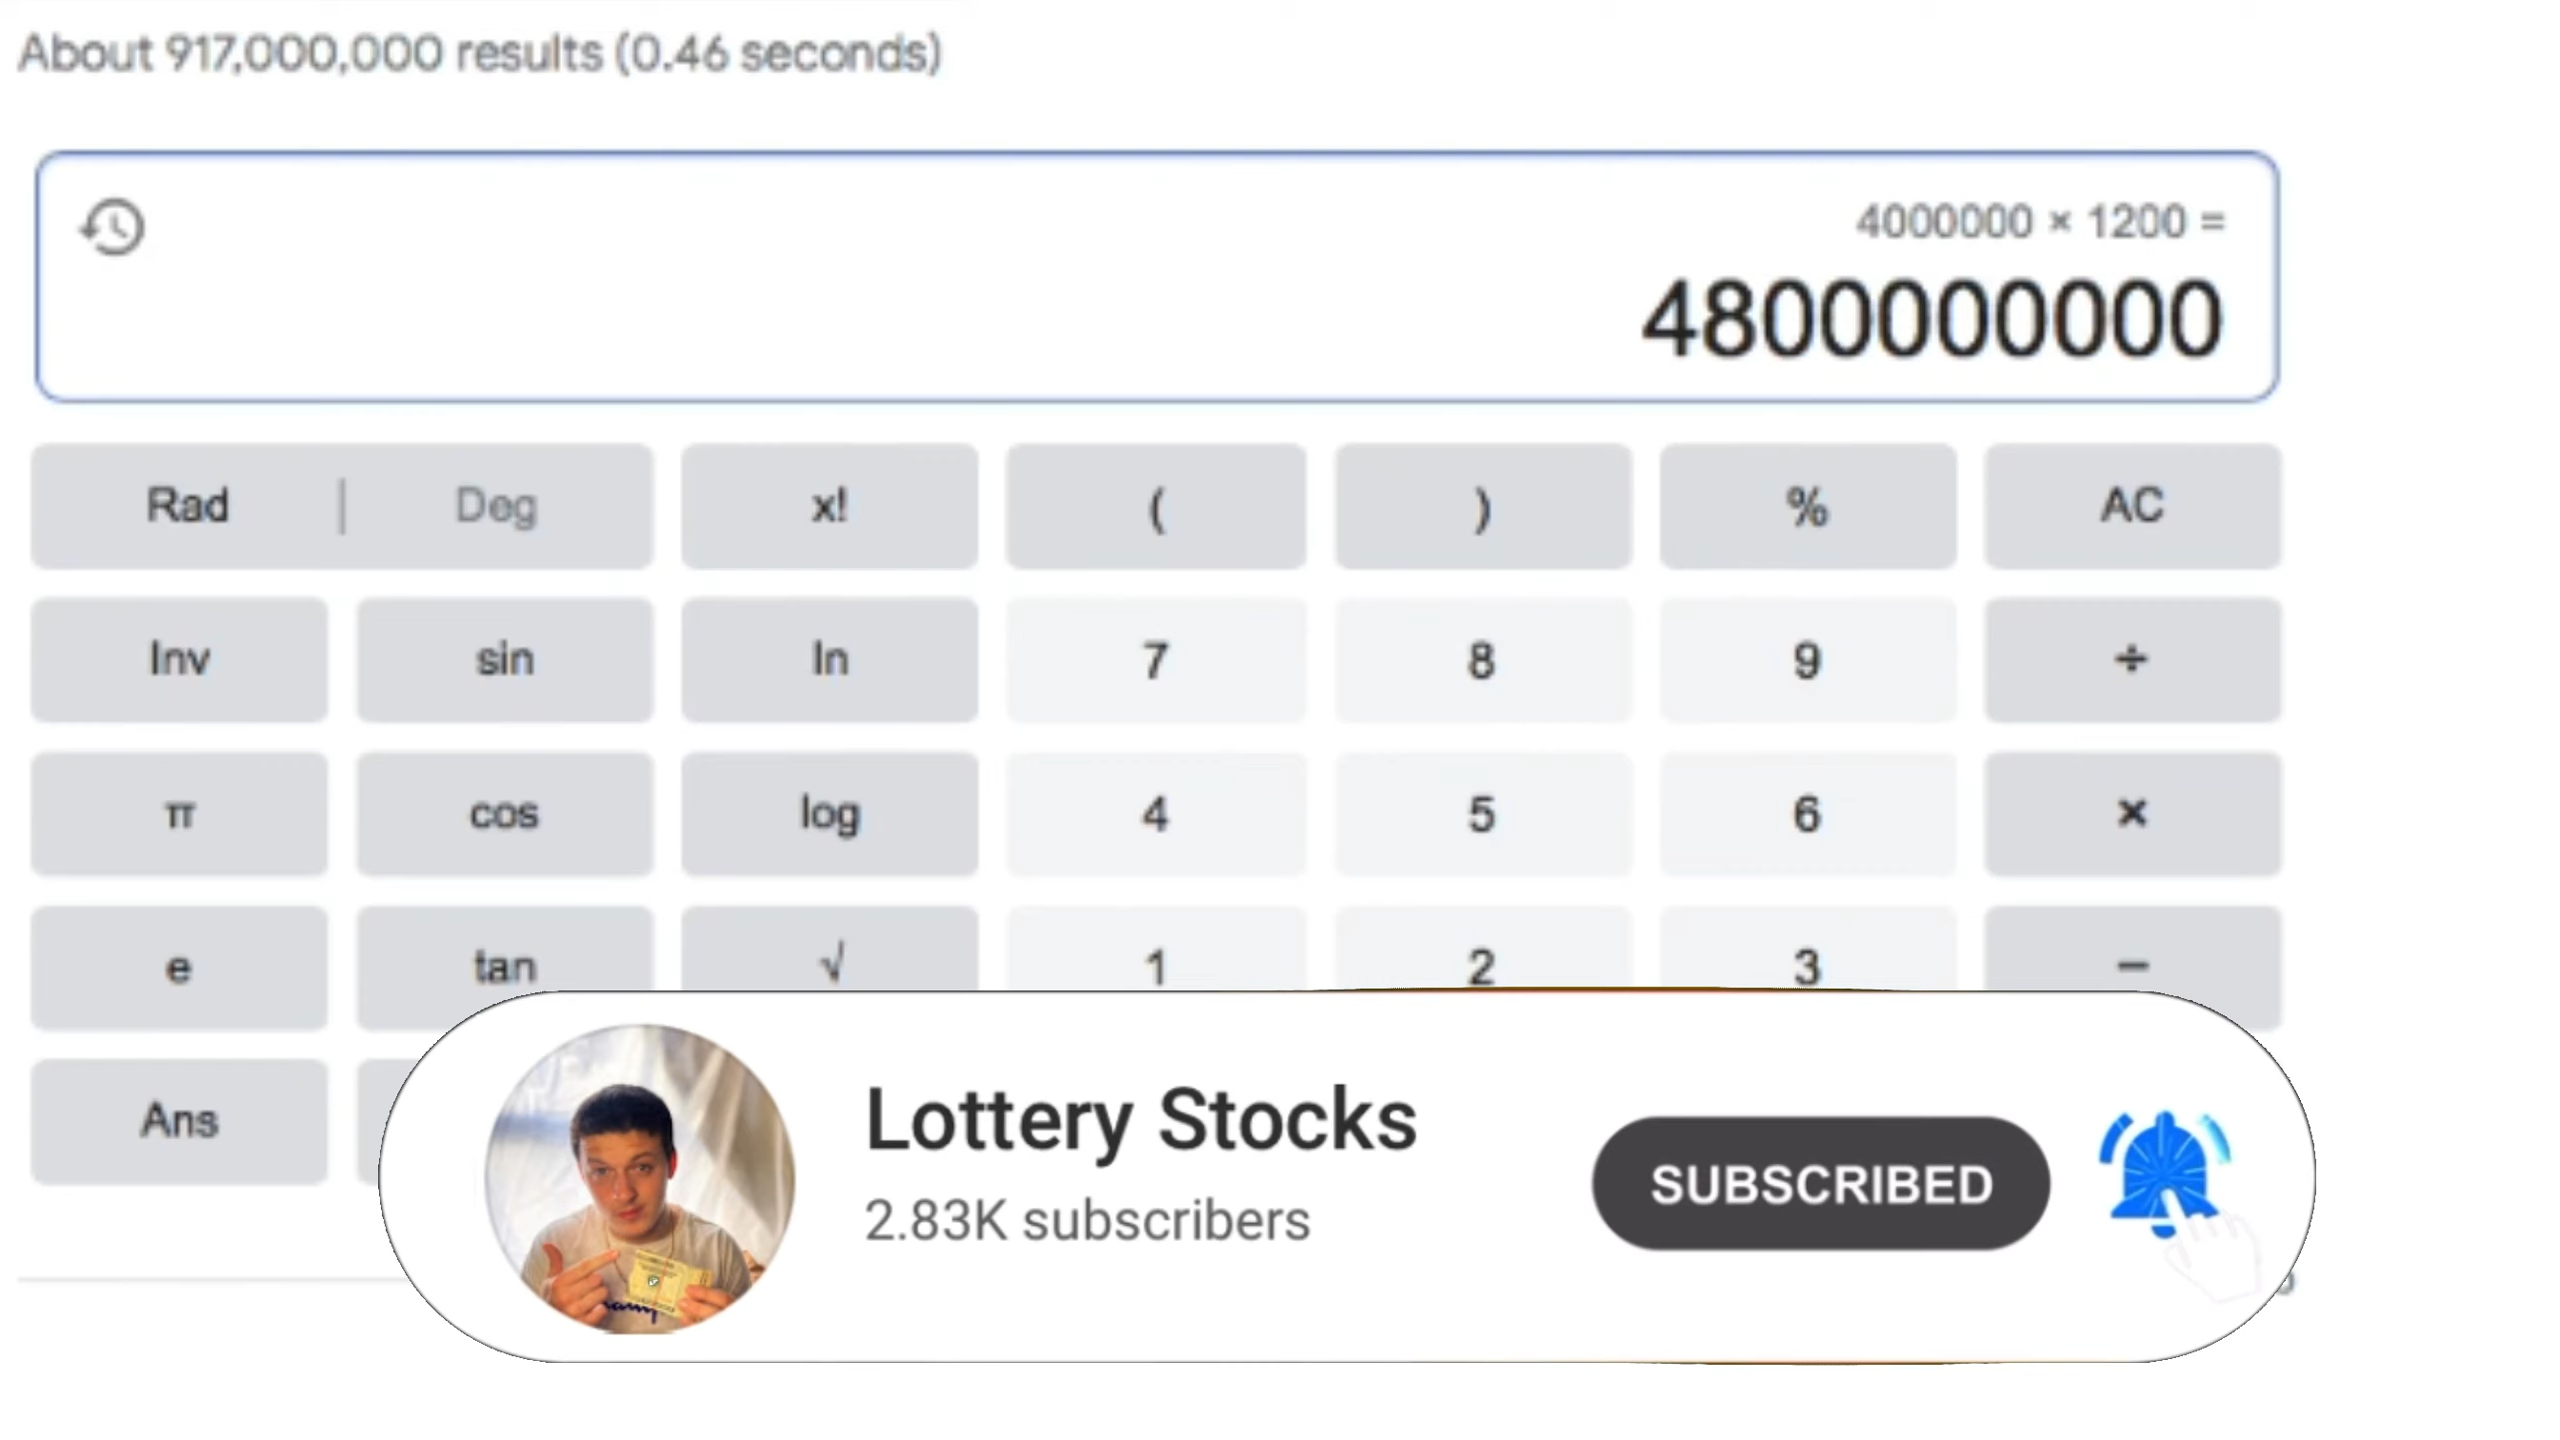 About 917,000,000 results (0.46 seconds)
4000000 × 1200 =
4800000000
Rad | Deg x! ( ) % AC
Inv sin ln 7 8 9 ÷
π cos log 4 5 6 ×
e tan √ 1 2 3 −
Ans
Lottery Stocks
2.83K subscribers
SUBSCRIBED